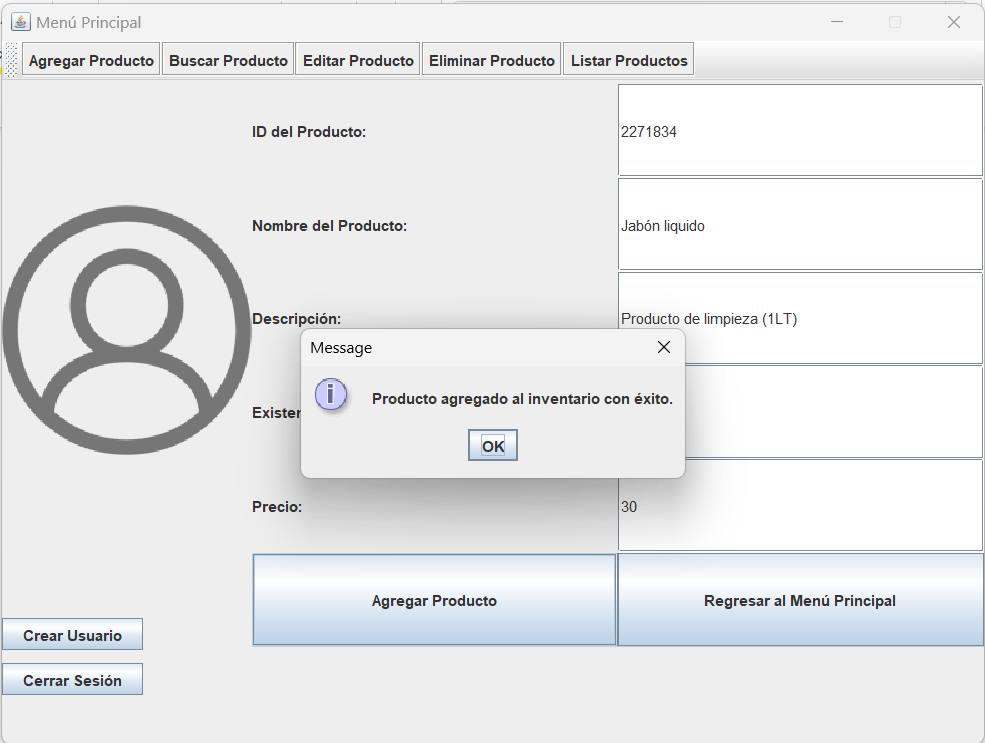 Menú Principal
Agregar Producto Buscar Producto Editar Producto Eliminar Producto Listar Productos
ID del Producto: 2271834
Nombre del Producto: Jabón liquido
Descripción: Producto de limpieza (1LT)
Message
Producto agregado al inventario con éxito.
OK
Precio: 30
Agregar Producto Regresar al Menú Principal
Crear Usuario
Cerrar Sesión